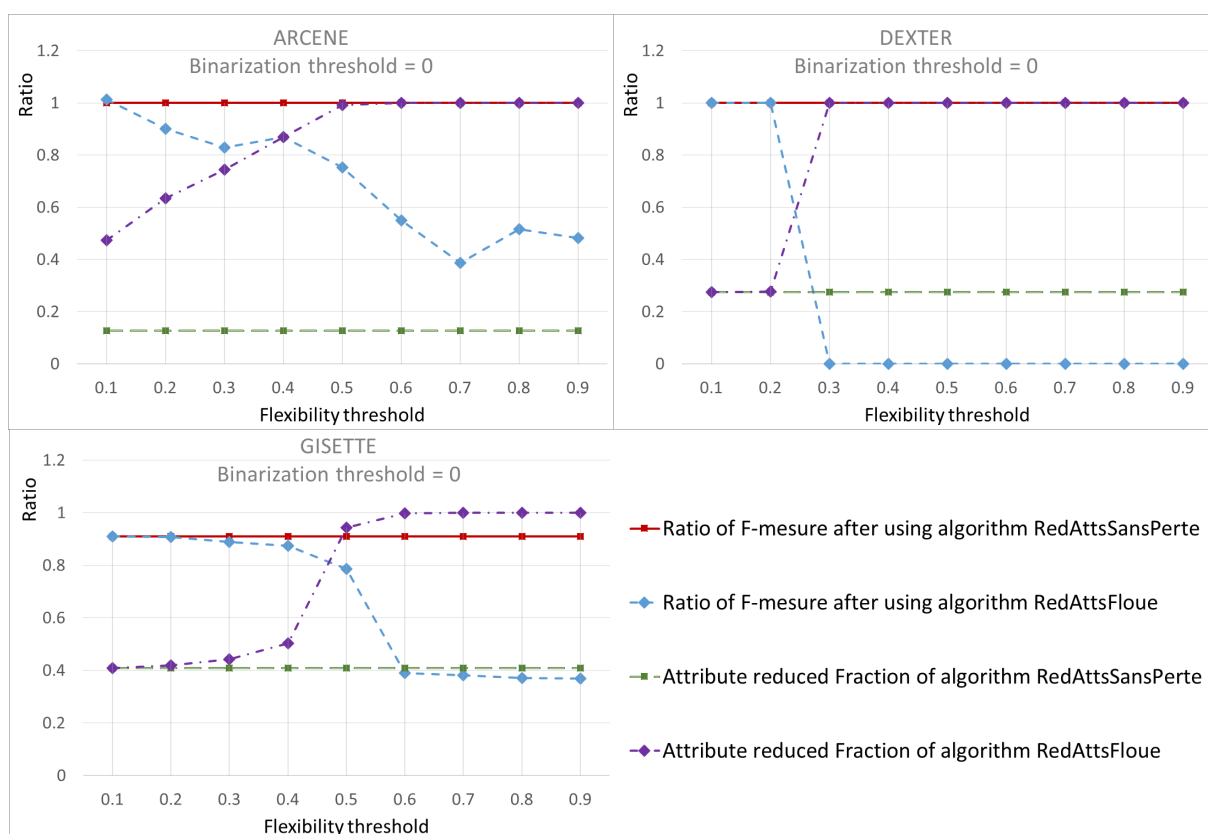 ARCENE
Binarization threshold = 0
Ratio
1.2
1
0.8
0.6
0.4
0.2
0
0.1 0.2 0.3 0.4 0.5 0.6 0.7 0.8 0.9
Flexibility threshold
DEXTER
Binarization threshold = 0
Ratio
1.2
1
0.8
0.6
0.4
0.2
0
0.1 0.2 0.3 0.4 0.5 0.6 0.7 0.8 0.9
Flexibility threshold
GISETTE
Binarization threshold = 0
Ratio
1.2
1
0.8
0.6
0.4
0.2
0
0.1 0.2 0.3 0.4 0.5 0.6 0.7 0.8 0.9
Flexibility threshold
Ratio of F-mesure after using algorithm RedAttsSansPerte
Ratio of F-mesure after using algorithm RedAttsFloue
Attribute reduced Fraction of algorithm RedAttsSansPerte
Attribute reduced Fraction of algorithm RedAttsFloue